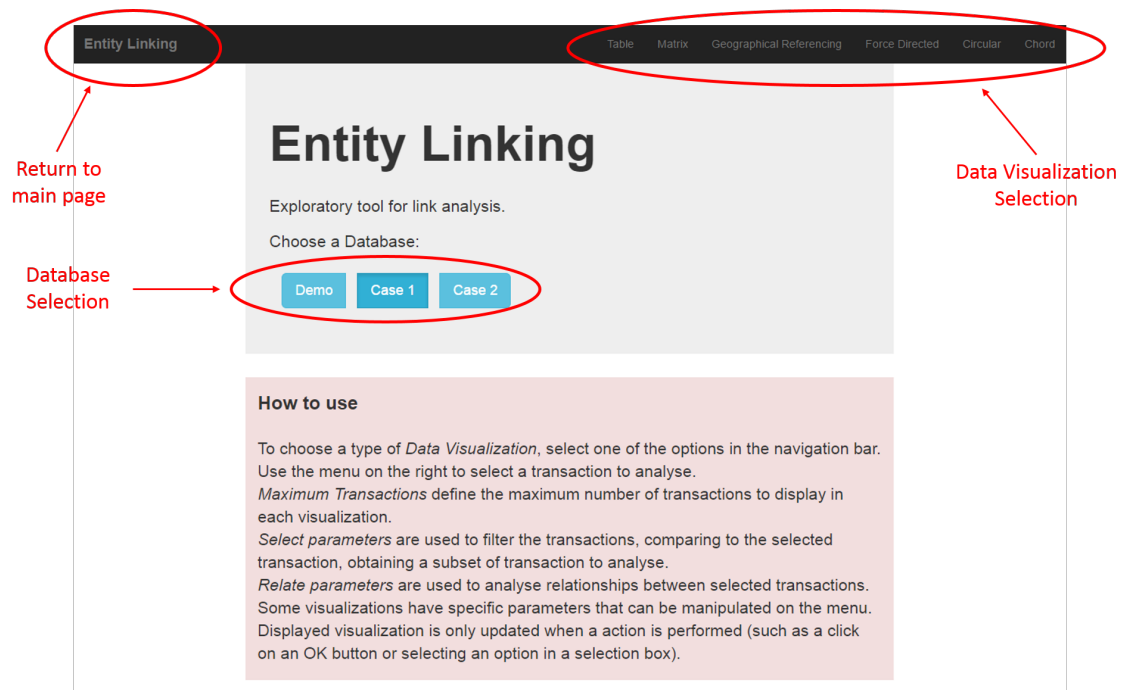 Entity Linking
Table Matrix Geographical Referencing Force Directed Circular Chord
Return to
main page
Data Visualization
Selection
Entity Linking
Exploratory tool for link analysis.
Choose a Database:
Database
Selection
Demo Case 1 Case 2
How to use
To choose a type of Data Visualization, select one of the options in the navigation bar.
Use the menu on the right to select a transaction to analyse.
Maximum Transactions define the maximum number of transactions to display in
each visualization.
Select parameters are used to filter the transactions, comparing to the selected
transaction, obtaining a subset of transaction to analyse.
Relate parameters are used to analyse relationships between selected transactions.
Some visualizations have specific parameters that can be manipulated on the menu.
Displayed visualization is only updated when a action is performed (such as a click
on an OK button or selecting an option in a selection box).